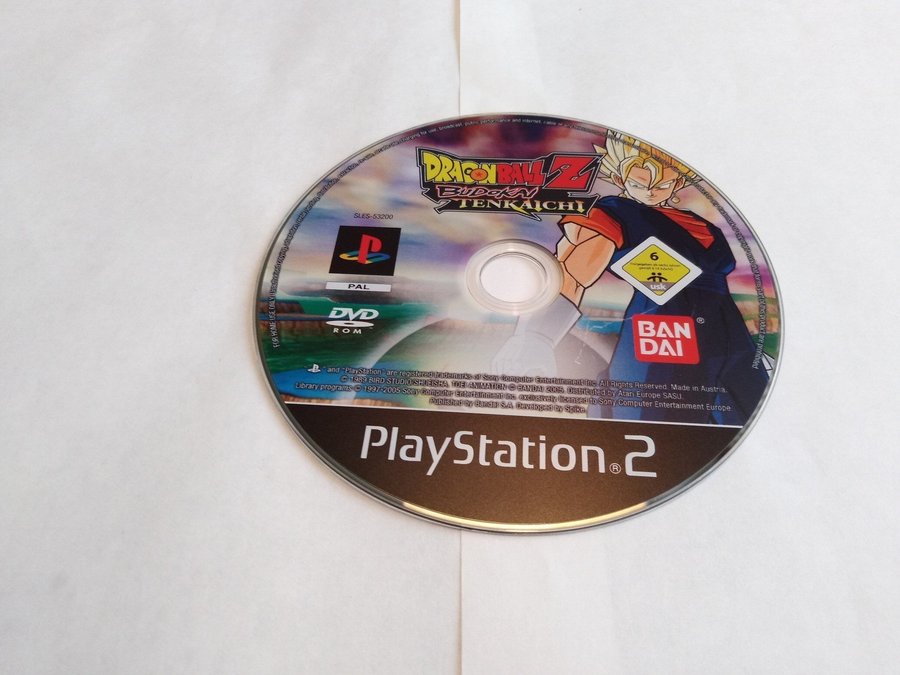 DRAGON BALL Z
BUDOKAI
TENKAICHI
SLES-53200
PAL
DVD
ROM
6
usk
BAN
DAI
®
and "PlayStation" are registered trademarks of Sony Computer Entertainment Inc. All Rights Reserved. Made in Austria.
© 1989 BIRD STUDIO/SHUEISHA, TOEI ANIMATION © BANDAI 2005. Distributed by Atari Europe SASU.
Library programs © 1997-2005 Sony Computer Entertainment Inc. exclusively licensed to Sony Computer Entertainment Europe.
Published by Bandai S.A. Developed by Spike.
PlayStation®2